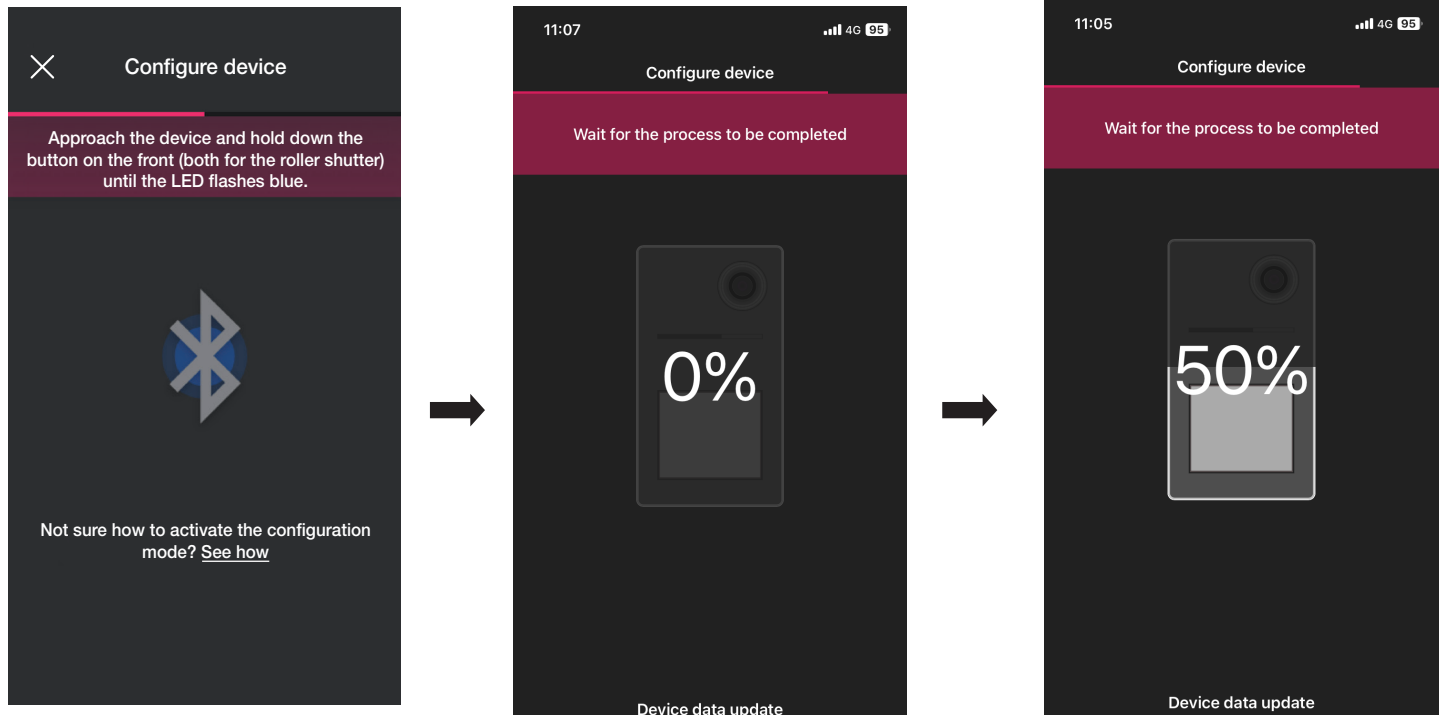 Configure device
Approach the device and hold down the
button on the front (both for the roller shutter)
until the LED flashes blue.
Not sure how to activate the configuration
mode? See how
11:07
4G 95
Configure device
Wait for the process to be completed
0%
Device data update
11:05
4G 95
Configure device
Wait for the process to be completed
50%
Device data update